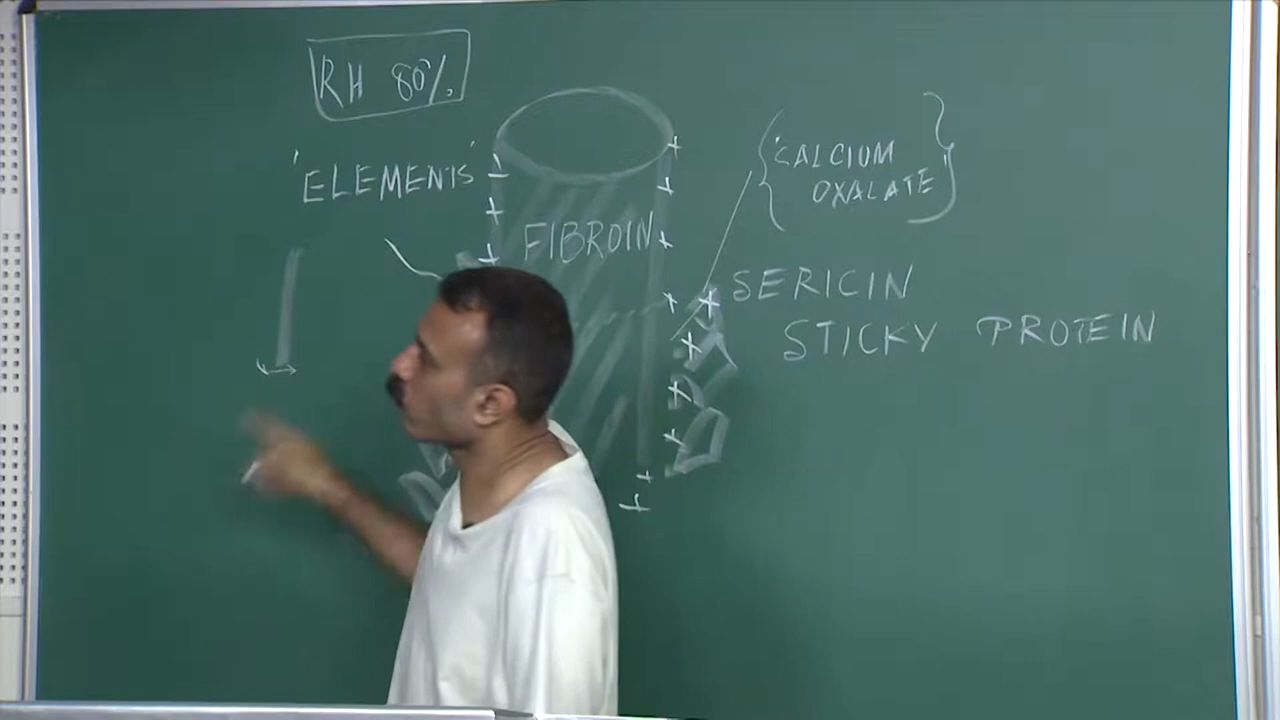 RH 80%.
'ELEMENTS'
FIBROIN
'CALCIUM
OXALATE'
SERICIN
STICKY PROTEIN